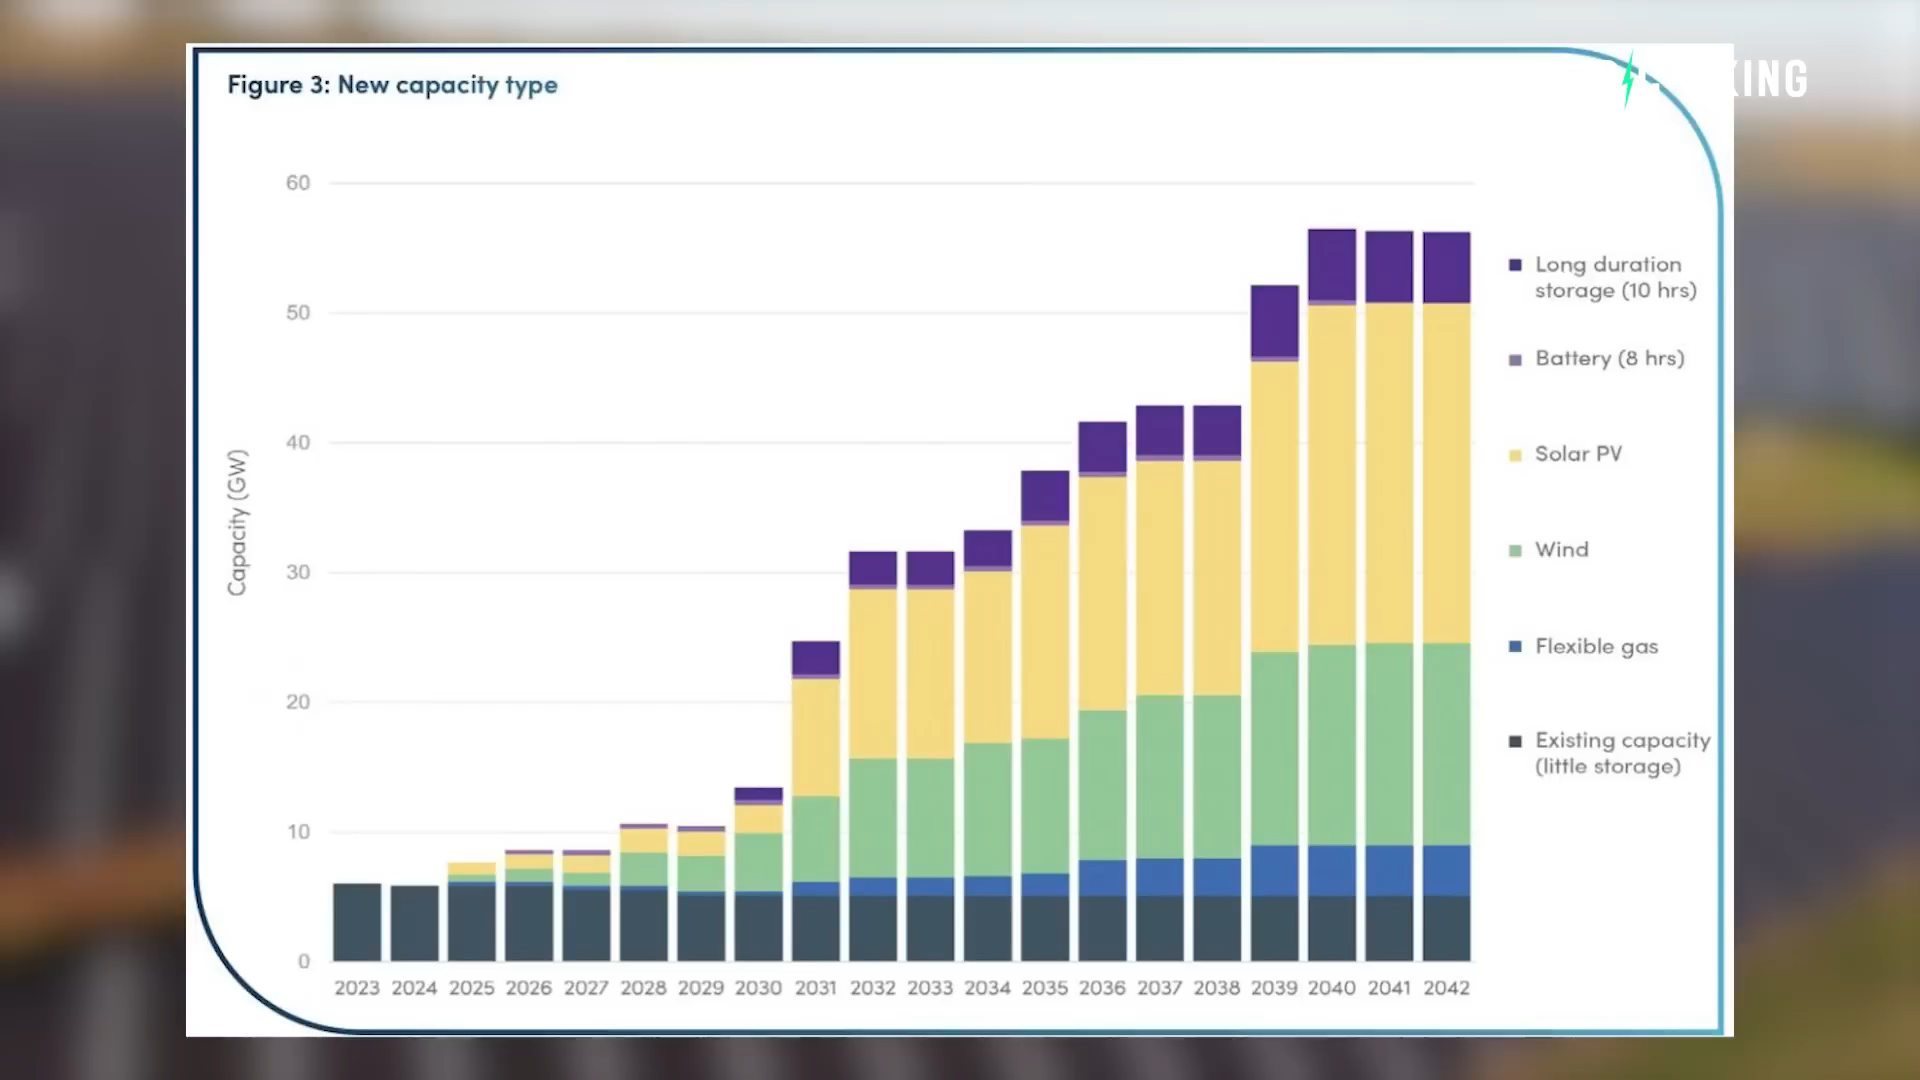 Figure 3: New capacity type
60
50
40
30
20
10
0
Capacity (GW)
2023 2024 2025 2026 2027 2028 2029 2030 2031 2032 2033 2034 2035 2036 2037 2038 2039 2040 2041 2042
Long duration
storage (10 hrs)
Battery (8 hrs)
Solar PV
Wind
Flexible gas
Existing capacity
(little storage)